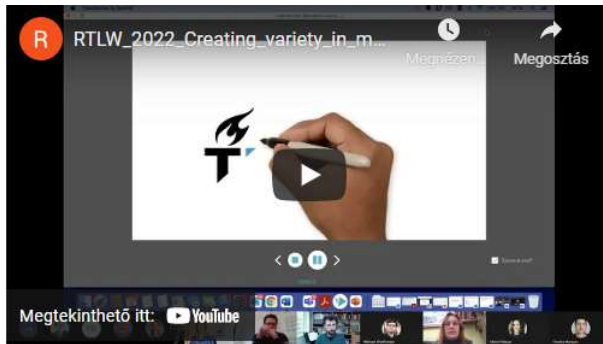 R
RTLW_2022_Creating_variety_in_m...
Megnézen...
Megosztás
T
Megtekinthető itt: YouTube